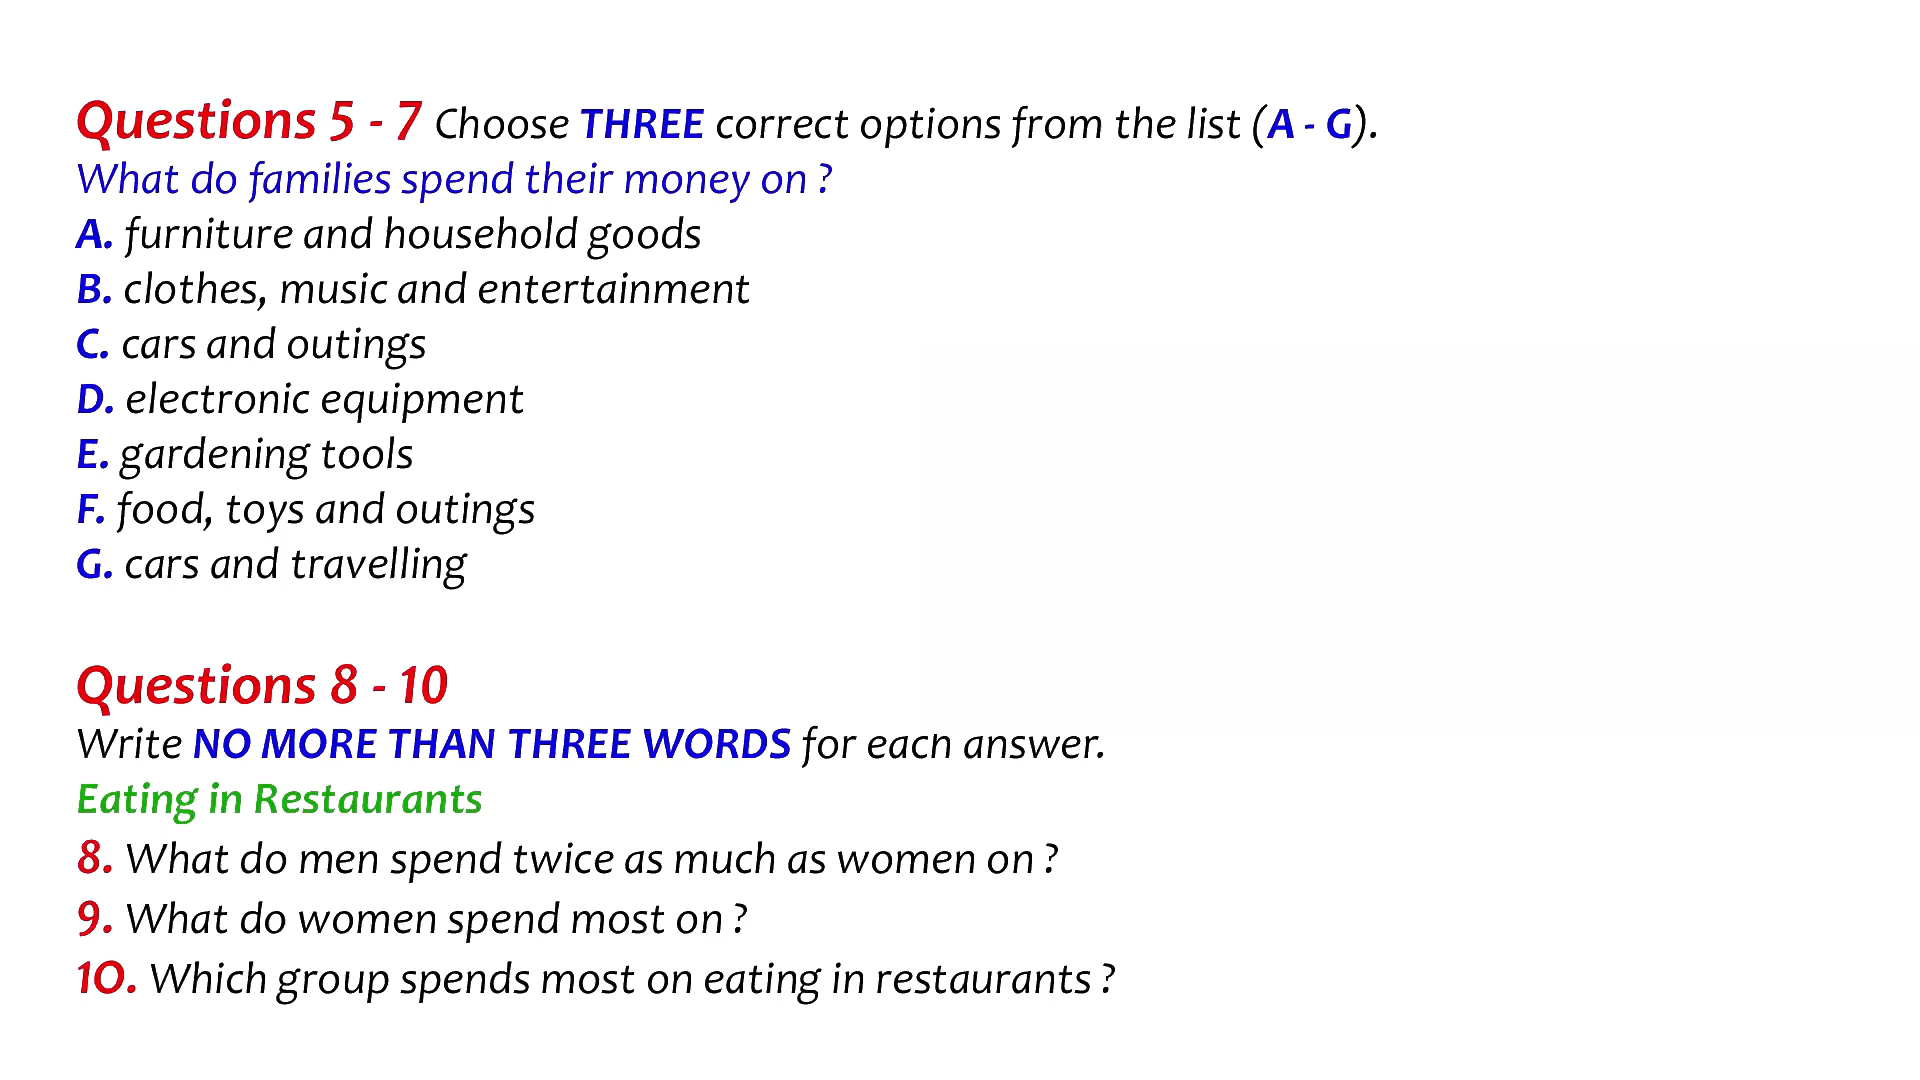 Questions 5 - 7 Choose THREE correct options from the list (A - G).
What do families spend their money on ?
A. furniture and household goods
B. clothes, music and entertainment
C. cars and outings
D. electronic equipment
E. gardening tools
F. food, toys and outings
G. cars and travelling
Questions 8 - 10
Write NO MORE THAN THREE WORDS for each answer.
Eating in Restaurants
8. What do men spend twice as much as women on ?
9. What do women spend most on ?
10. Which group spends most on eating in restaurants ?